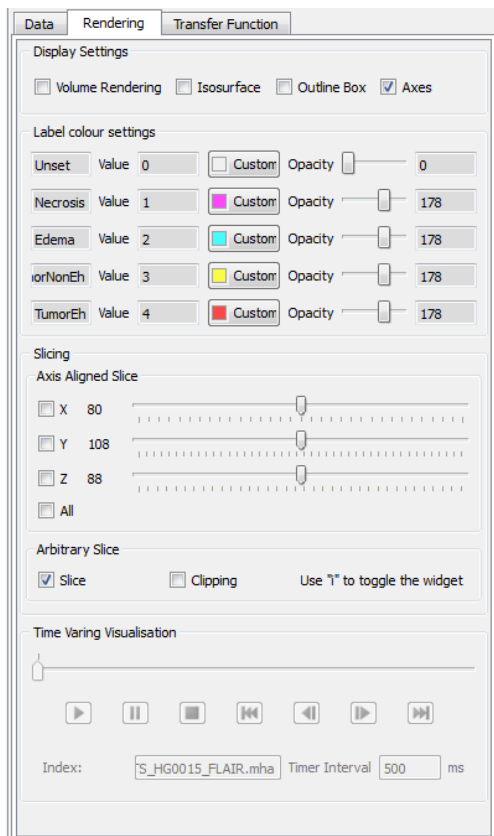 Data Rendering Transfer Function
Display Settings
Volume Rendering Isosurface Outline Box Axes
Label colour settings
Unset Value 0 Custom Opacity 0
Necrosis Value 1 Custom Opacity 178
Edema Value 2 Custom Opacity 178
orNonEh Value 3 Custom Opacity 178
TumorEh Value 4 Custom Opacity 178
Slicing
Axis Aligned Slice
X 80
Y 108
Z 88
All
Arbitrary Slice
Slice Clipping Use "i" to toggle the widget
Time Varing Visualisation
Index: TS_HG0015_FLAIR.mha Timer Interval 500 ms